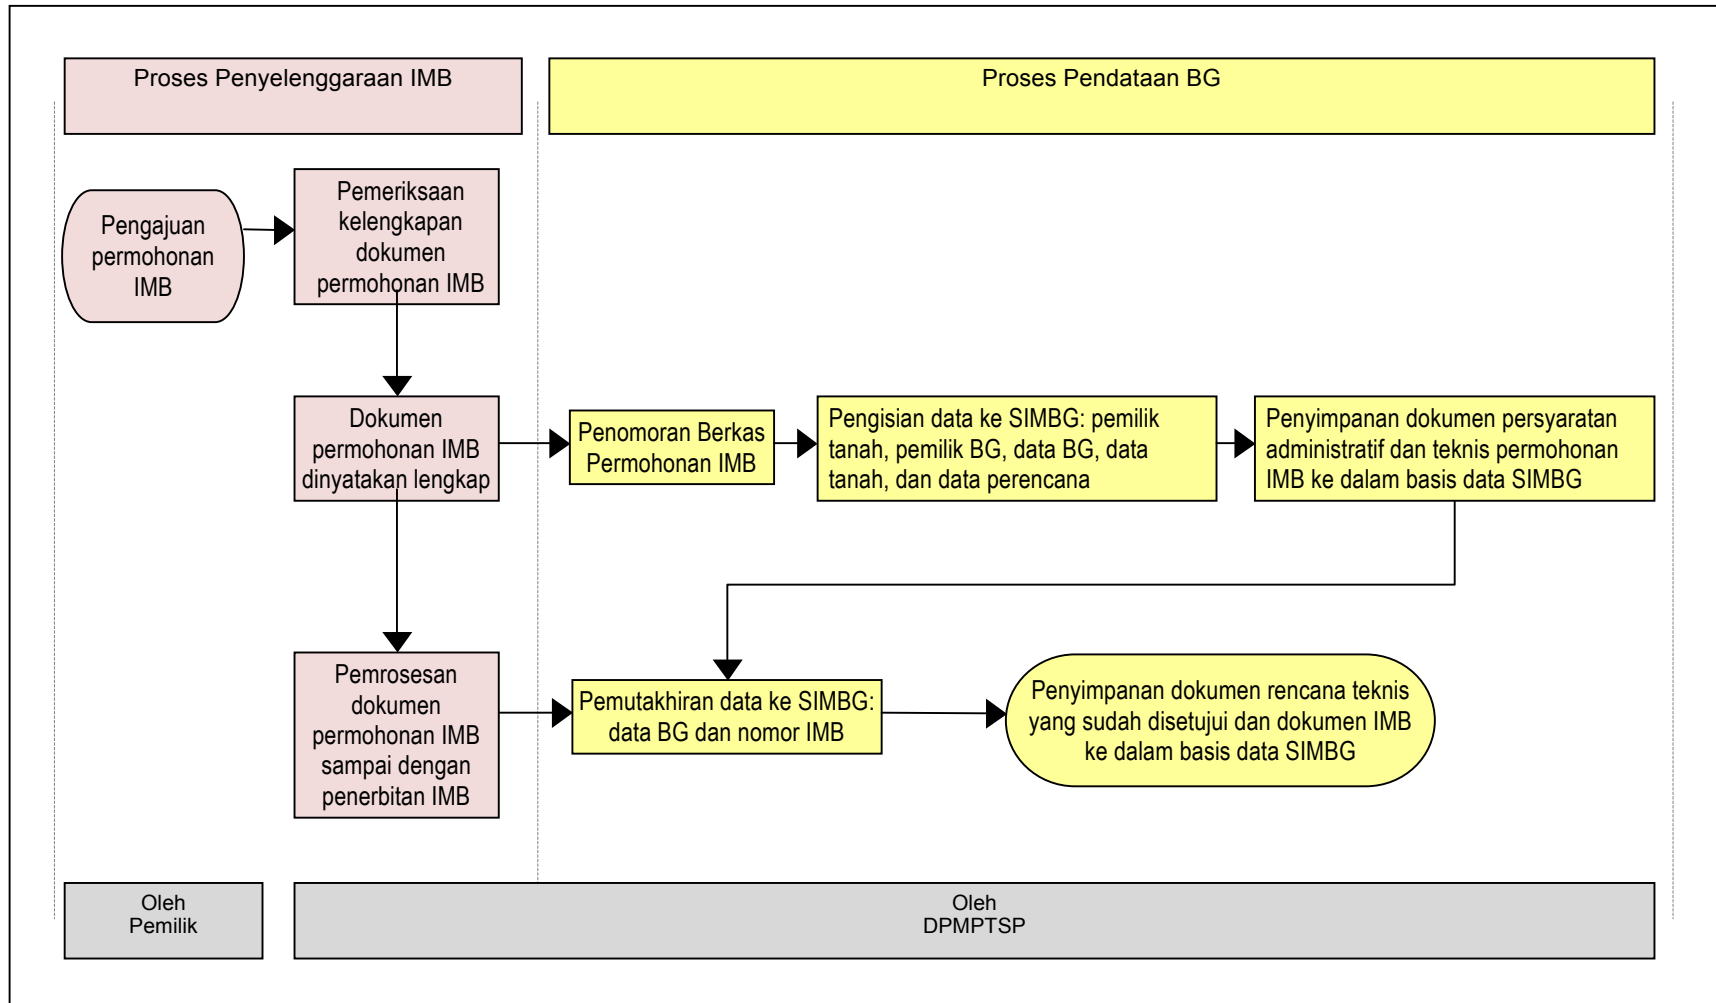 Proses Penyelenggaraan IMB
Proses Pendataan BG
Pengajuan
permohonan
IMB
Pemeriksaan
kelengkapan
dokumen
permohonan IMB
Dokumen
permohonan IMB
dinyatakan lengkap
Penomoran Berkas
Permohonan IMB
Pengisian data ke SIMBG: pemilik
tanah, pemilik BG, data BG, data
tanah, dan data perencana
Penyimpanan dokumen persyaratan
administratif dan teknis permohonan
IMB ke dalam basis data SIMBG
Pemrosesan
dokumen
permohonan IMB
sampai dengan
penerbitan IMB
Pemutakhiran data ke SIMBG:
data BG dan nomor IMB
Penyimpanan dokumen rencana teknis
yang sudah disetujui dan dokumen IMB
ke dalam basis data SIMBG
Oleh
Pemilik
Oleh
DPMPTSP